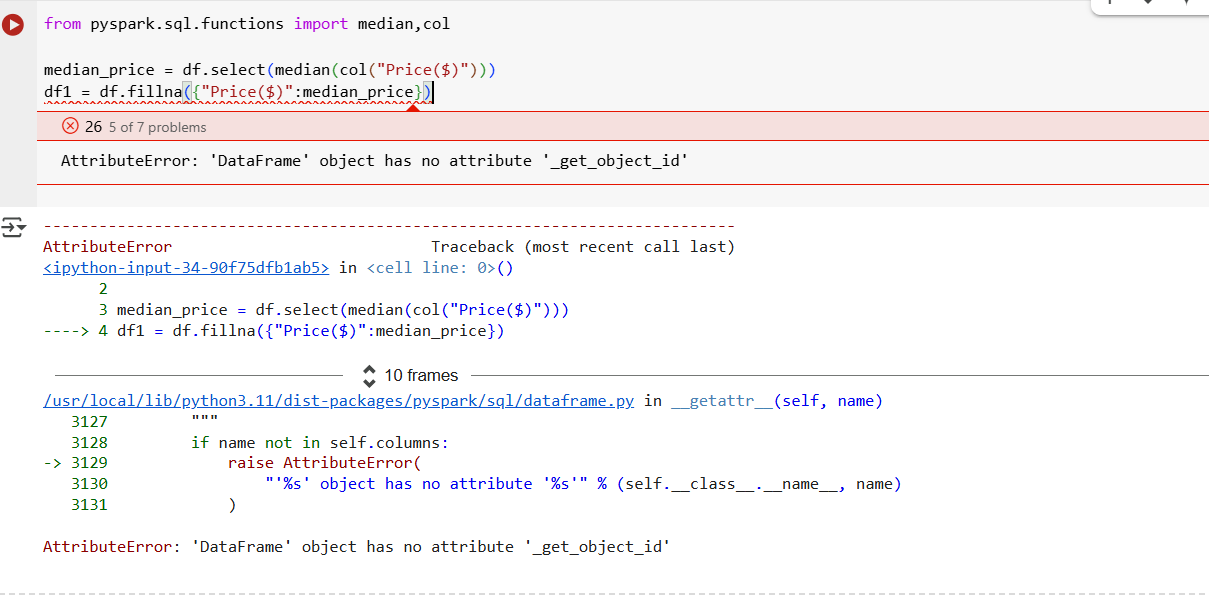 from pyspark.sql.functions import median,col
median_price = df.select(median(col("Price($)")))
df1 = df.fillna({"Price($)":median_price})
26 5 of 7 problems
AttributeError: 'DataFrame' object has no attribute '_get_object_id'
---------------------------------------------------------------------------
AttributeError                            Traceback (most recent call last)
<ipython-input-34-90f75dfb1ab5> in <cell line: 0>()
      2
      3 median_price = df.select(median(col("Price($)")))
----> 4 df1 = df.fillna({"Price($)":median_price})
10 frames
/usr/local/lib/python3.11/dist-packages/pyspark/sql/dataframe.py in __getattr__(self, name)
   3127         """
   3128         if name not in self.columns:
-> 3129             raise AttributeError(
   3130                 "'%s' object has no attribute '%s'" % (self.__class__.__name__, name)
   3131             )
AttributeError: 'DataFrame' object has no attribute '_get_object_id'